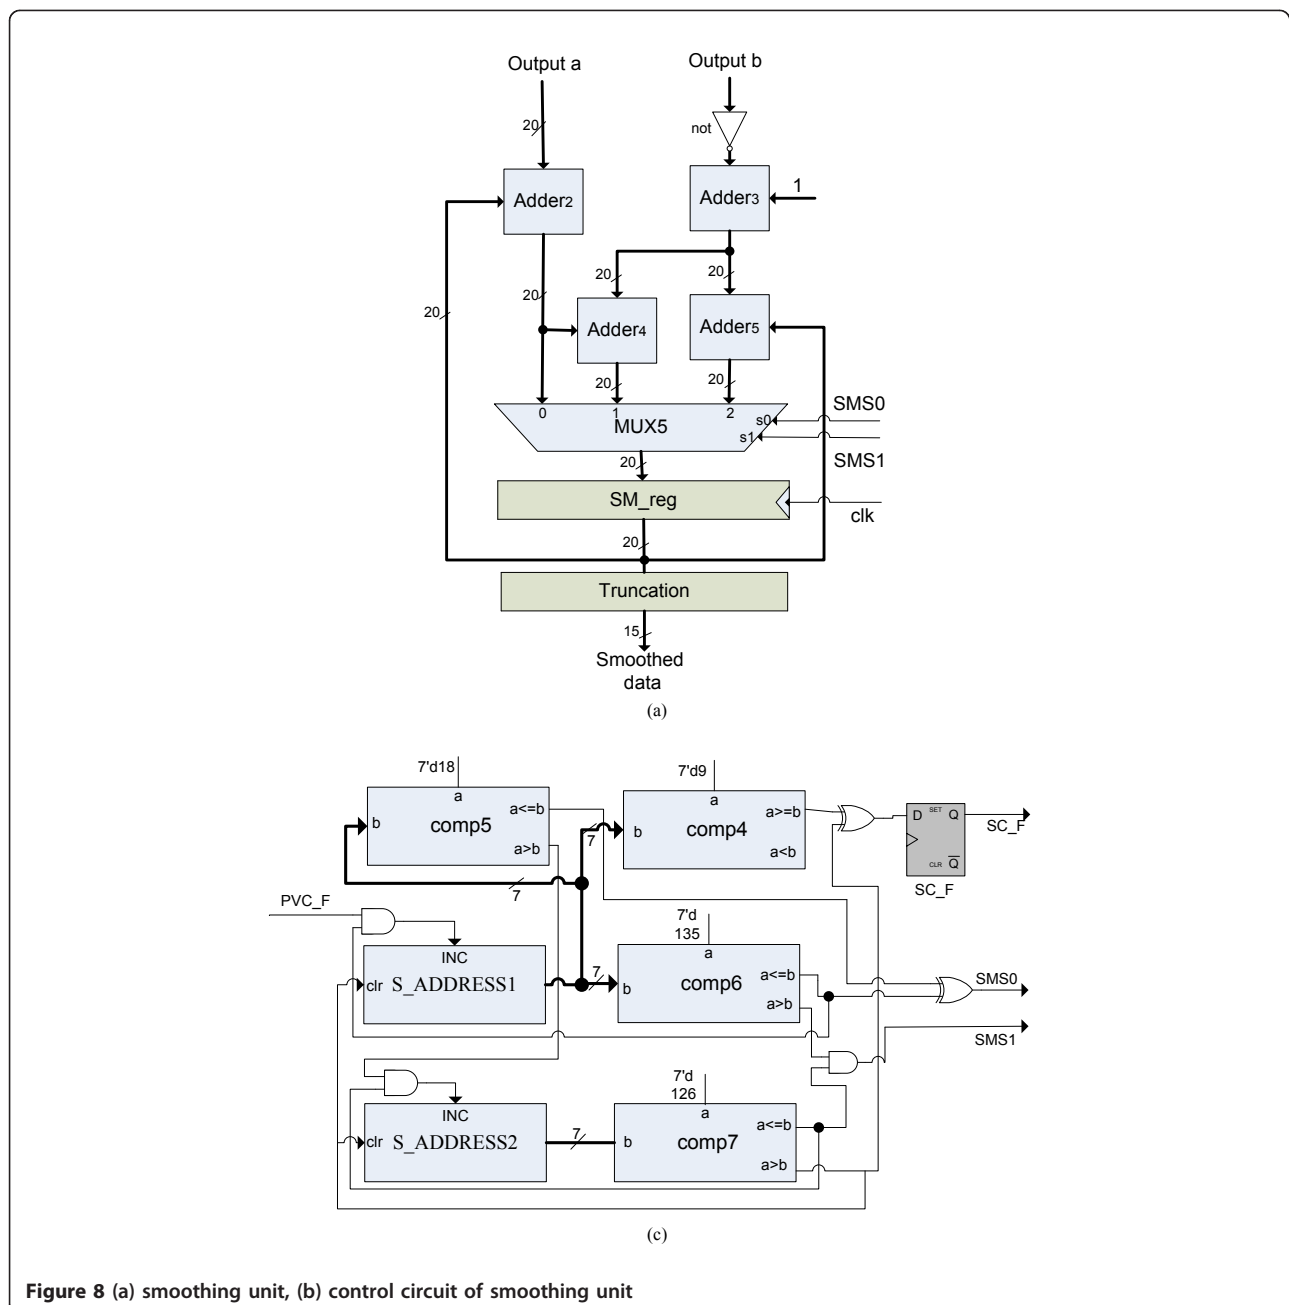 Output a
Output b
20
not
Adder2
Adder3
1
20
20
20
20
Adder4
Adder5
20
20
0
1
2
MUX5
s0
s1
SMS0
SMS1
20
SM_reg
clk
20
Truncation
15
Smoothed
data
(a)
7'd18
a
b
comp5
a<=b
a>b
7'd9
a
b
comp4
a>=b
a<b
7
D
SET
Q
CLR
Q
SC_F
SC_F
7
PVC_F
INC
clr
S_ADDRESS1
7
7'd
135
a
b
comp6
a<=b
a>b
SMS0
SMS1
INC
clr
S_ADDRESS2
7
7'd
126
a
b
comp7
a<=b
a>b
(c)
Figure 8 (a) smoothing unit, (b) control circuit of smoothing unit